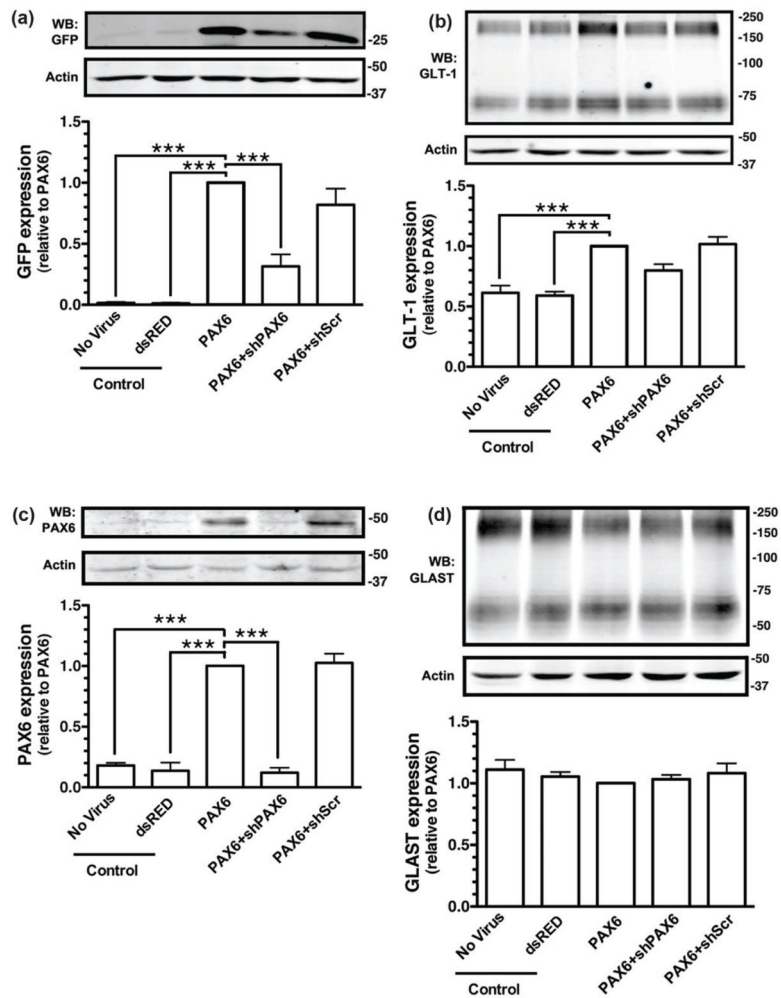 (a)
WB:
GFP
-25
Actin
-50
-37
GFP expression
(relative to PAX6)
1.5
1.0
0.5
0.0
***
***
***
No Virus
dsRED
PAX6
PAX6+shPAX6
PAX6+shScr
Control
(b)
WB:
GLT-1
-250
-150
-100
-75
Actin
-50
-37
GLT-1 expression
(relative to PAX6)
1.5
1.0
0.5
0.0
***
***
No Virus
dsRED
PAX6
PAX6+shPAX6
PAX6+shScr
Control
(c)
WB:
PAX6
-50
Actin
-50
-37
PAX6 expression
(relative to PAX6)
1.5
1.0
0.5
0.0
***
***
***
No Virus
dsRED
PAX6
PAX6+shPAX6
PAX6+shScr
Control
(d)
WB:
GLAST
-250
-150
-100
-75
-50
Actin
-50
-37
GLAST expression
(relative to PAX6)
1.5
1.0
0.5
0.0
No Virus
dsRED
PAX6
PAX6+shPAX6
PAX6+shScr
Control